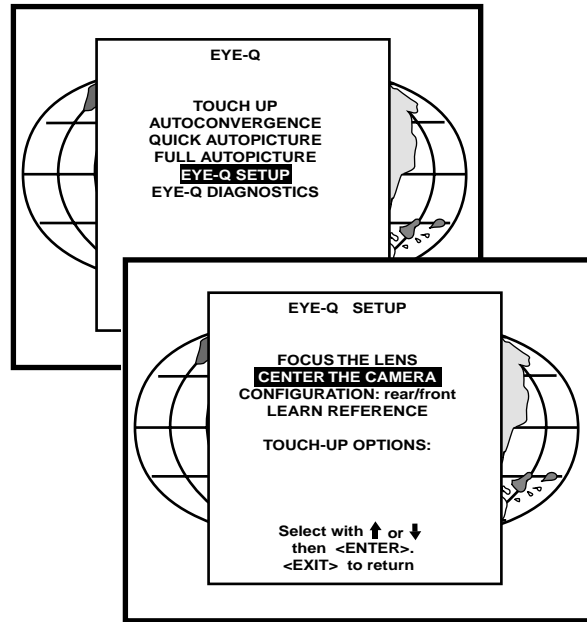 EYE-Q
TOUCH UP
AUTOCONVERGENCE
QUICK AUTOPICTURE
FULL AUTOPICTURE
EYE-Q SETUP
EYE-Q DIAGNOSTICS
EYE-Q SETUP
FOCUS THE LENS
CENTER THE CAMERA
CONFIGURATION: rear/front
LEARN REFERENCE
TOUCH-UP OPTIONS:
Select with ⬆ or ⬇
then <ENTER>.
<EXIT> to return